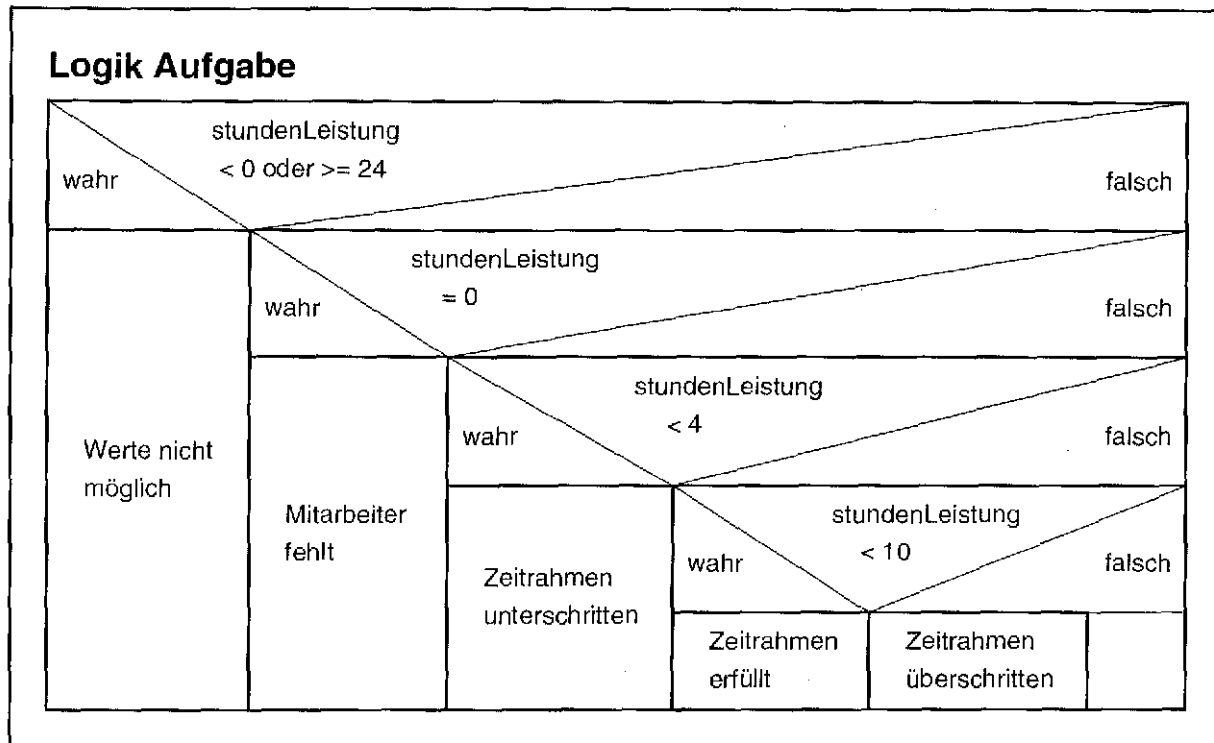 Logik Aufgabe
stundenLeistung
< 0 oder >= 24
wahr
falsch
stundenLeistung
= 0
wahr
falsch
stundenLeistung
< 4
wahr
falsch
Werte nicht
möglich
stundenLeistung
< 10
Mitarbeiter
fehlt
wahr
falsch
Zeitrahmen
unterschritten
Zeitrahmen
erfüllt
Zeitrahmen
überschritten